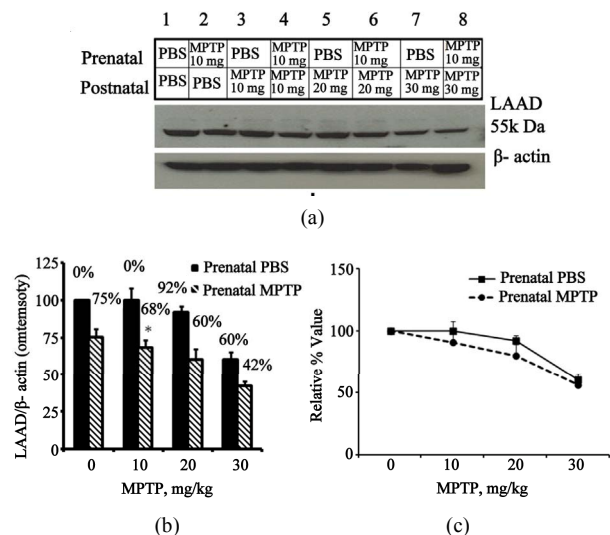 1 2 3 4 5 6 7 8
Prenatal PBS MPTP 10 mg PBS MPTP 10 mg PBS MPTP 10 mg PBS MPTP 10 mg
Postnatal PBS PBS MPTP 10 mg MPTP 10 mg MPTP 20 mg MPTP 20 mg MPTP 30 mg MPTP 30 mg
LAAD
55k Da
β- actin
(a)
LAAD/β- actin (omtemsoty)
125
100
75
50
25
0
0% 75% 0% 68% * 92% 60% 60% 42%
Prenatal PBS
Prenatal MPTP
0 10 20 30
MPTP, mg/kg
(b)
Relative % Value
150
100
50
0
Prenatal PBS
Prenatal MPTP
0 10 20 30
MPTP, mg/kg
(c)